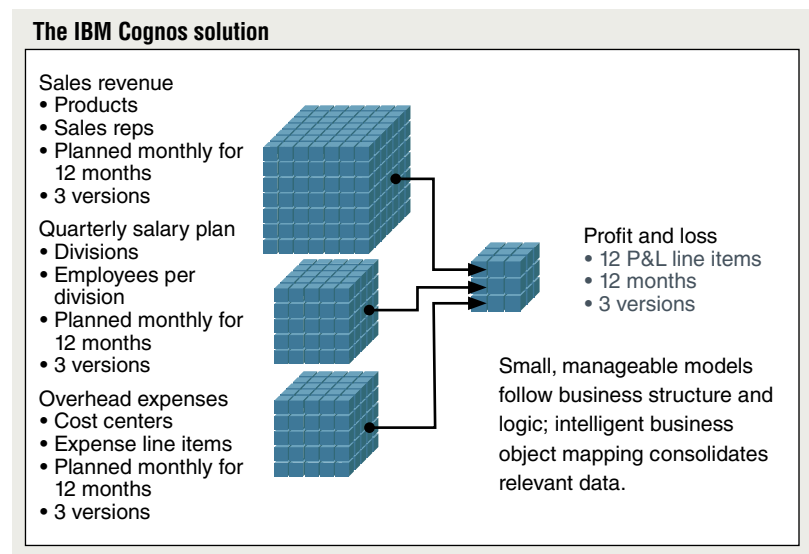 The IBM Cognos solution
Sales revenue
• Products
• Sales reps
• Planned monthly for
12 months
• 3 versions
Quarterly salary plan
• Divisions
• Employees per
division
• Planned monthly for
12 months
• 3 versions
Overhead expenses
• Cost centers
• Expense line items
• Planned monthly for
12 months
• 3 versions
Profit and loss
• 12 P&L line items
• 12 months
• 3 versions
Small, manageable models
follow business structure and
logic; intelligent business
object mapping consolidates
relevant data.